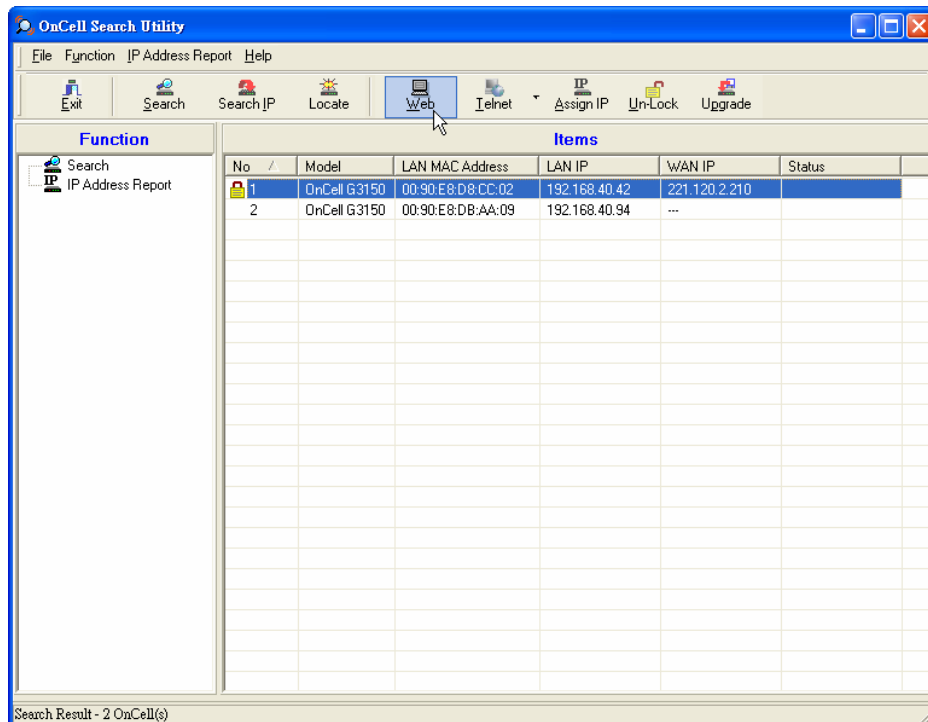 OnCell Search Utility
File Function IP Address Report Help
Exit Search Search IP Locate Web Telnet Assign IP Un-Lock Upgrade
Function
Search
IP Address Report
Items
No Model LAN MAC Address LAN IP WAN IP Status
1 OnCell G3150 00:90:E8:D8:CC:02 192.168.40.42 221.120.2.210
2 OnCell G3150 00:90:E8:DB:AA:09 192.168.40.94 ---
Search Result - 2 OnCell(s)